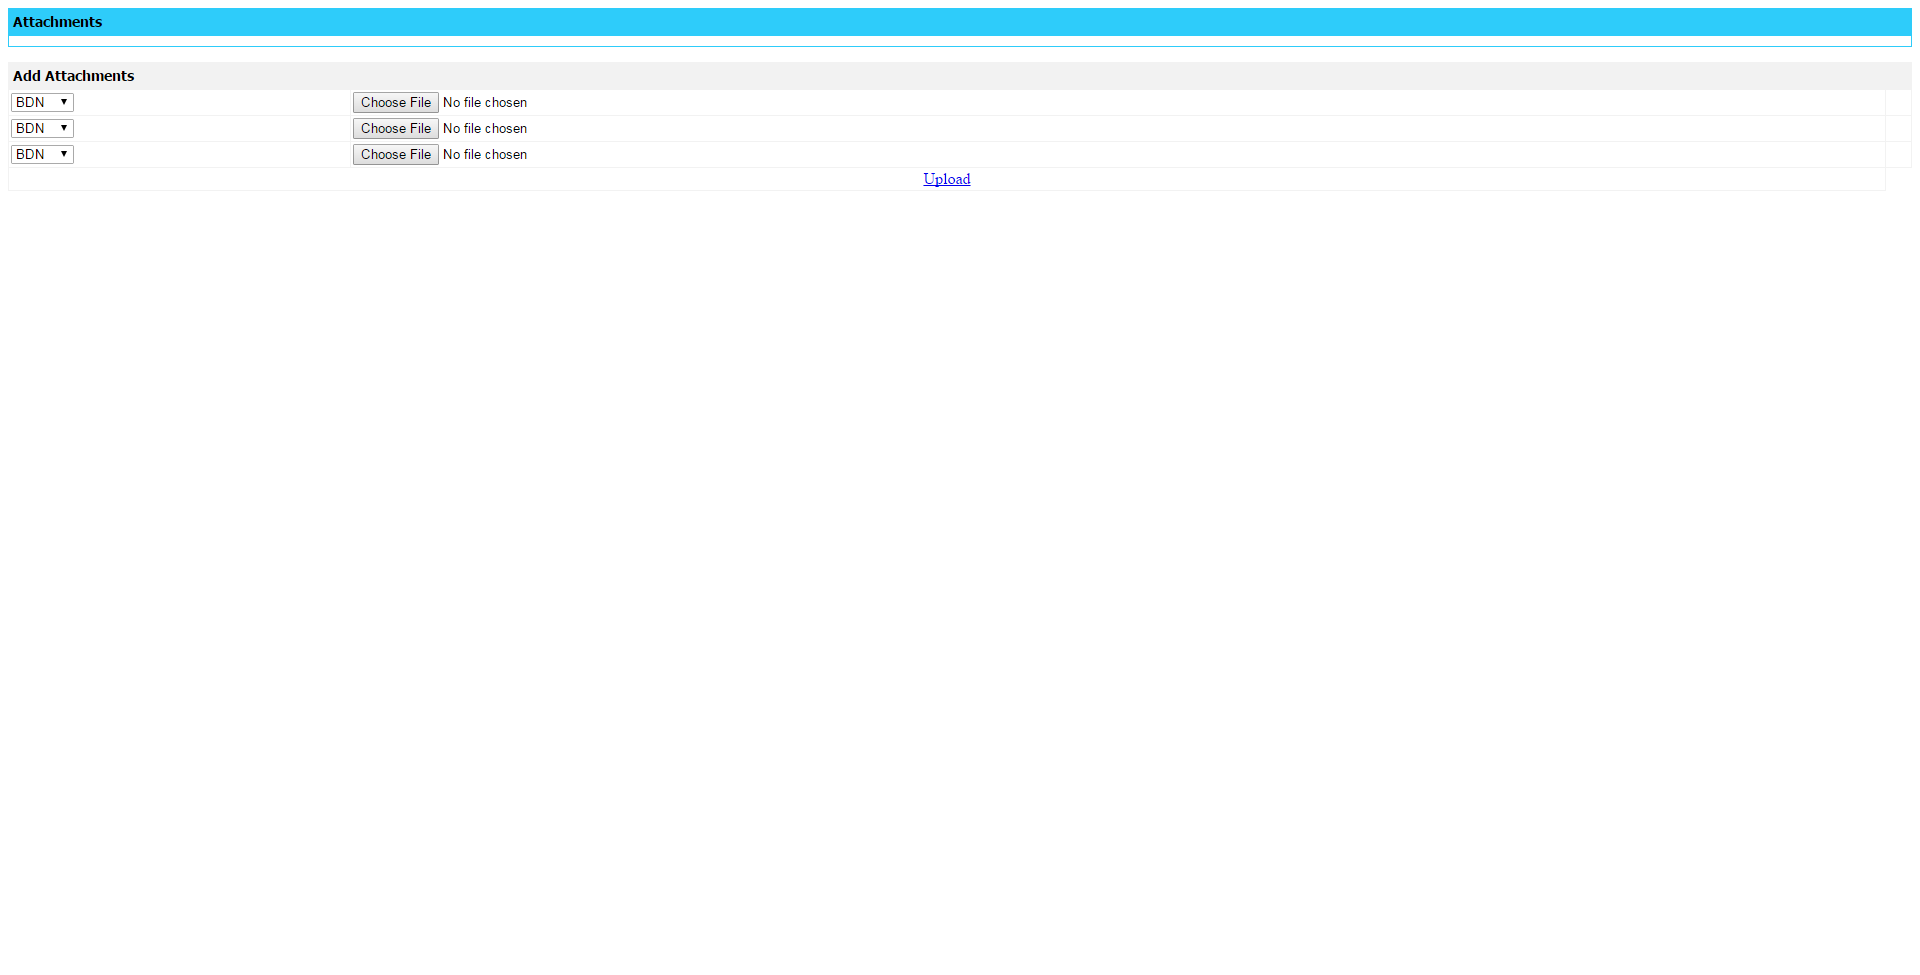 Attachments
Add Attachments
BDN Choose File No file chosen
BDN Choose File No file chosen
BDN Choose File No file chosen
Upload